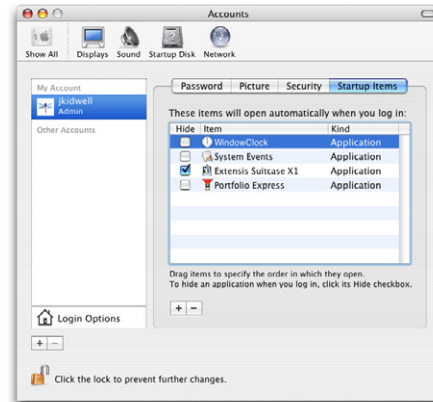 Accounts
Show All Displays Sound Startup Disk Network
My Account
jkidwell
Admin
Other Accounts
Login Options
Password Picture Security Startup Items
These items will open automatically when you log in:
Hide Item Kind
WindowClock Application
System Events Application
Extensis Suitcase X1 Application
Portfolio Express Application
Drag items to specify the order in which they open.
To hide an application when you log in, click its Hide checkbox.
+ −
+ −
Click the lock to prevent further changes.